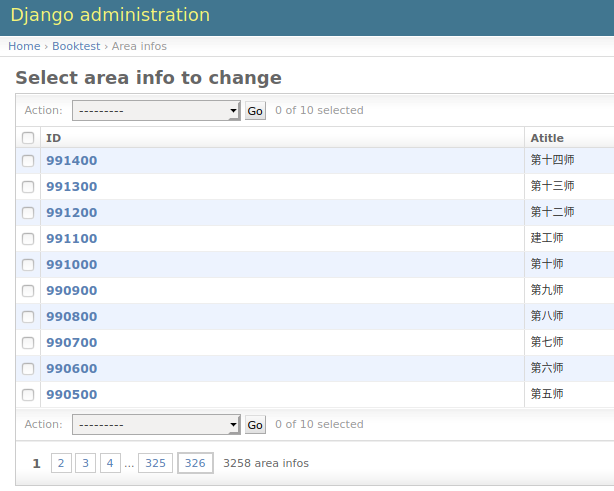 Django administration
Home › Booktest › Area infos
Select area info to change
Action: --------- Go 0 of 10 selected
ID Atitle
991400 第十四师
991300 第十三师
991200 第十二师
991100 建工师
991000 第十师
990900 第九师
990800 第八师
990700 第七师
990600 第六师
990500 第五师
Action: --------- Go 0 of 10 selected
1 2 3 4 ... 325 326 3258 area infos